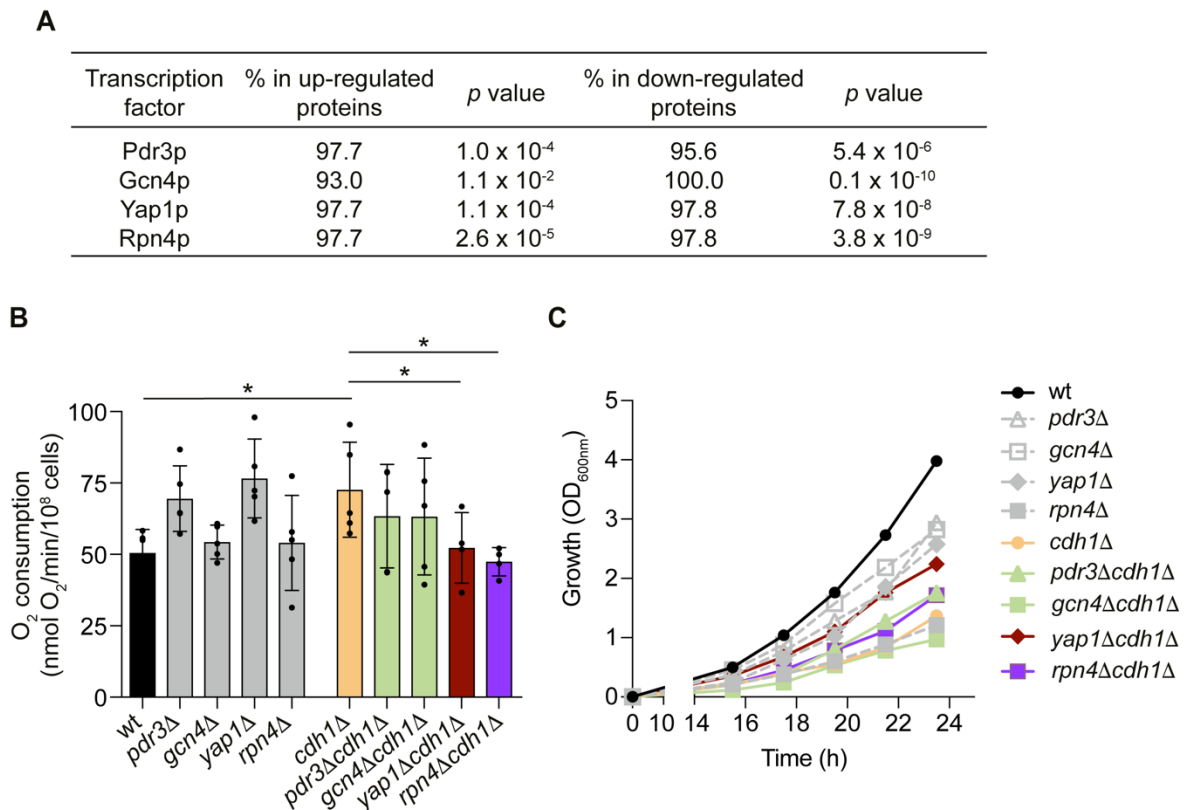 A
Transcription factor % in up-regulated proteins p value % in down-regulated proteins p value
Pdr3p 97.7 1.0 x 10⁻⁴ 95.6 5.4 x 10⁻⁶
Gcn4p 93.0 1.1 x 10⁻² 100.0 0.1 x 10⁻¹⁰
Yap1p 97.7 1.1 x 10⁻⁴ 97.8 7.8 x 10⁻⁸
Rpn4p 97.7 2.6 x 10⁻⁵ 97.8 3.8 x 10⁻⁹
B
O₂ consumption
(nmol O₂/min/10⁸ cells)
100
75
50
25
0
*
*
*
wt
pdr3Δ
gcn4Δ
yap1Δ
rpn4Δ
cdh1Δ
pdr3Δcdh1Δ
gcn4Δcdh1Δ
yap1Δcdh1Δ
rpn4Δcdh1Δ
C
Growth (OD₆₀₀nm)
5
4
3
2
1
0
0 10 14 16 18 20 22 24
Time (h)
wt
pdr3Δ
gcn4Δ
yap1Δ
rpn4Δ
cdh1Δ
pdr3Δcdh1Δ
gcn4Δcdh1Δ
yap1Δcdh1Δ
rpn4Δcdh1Δ